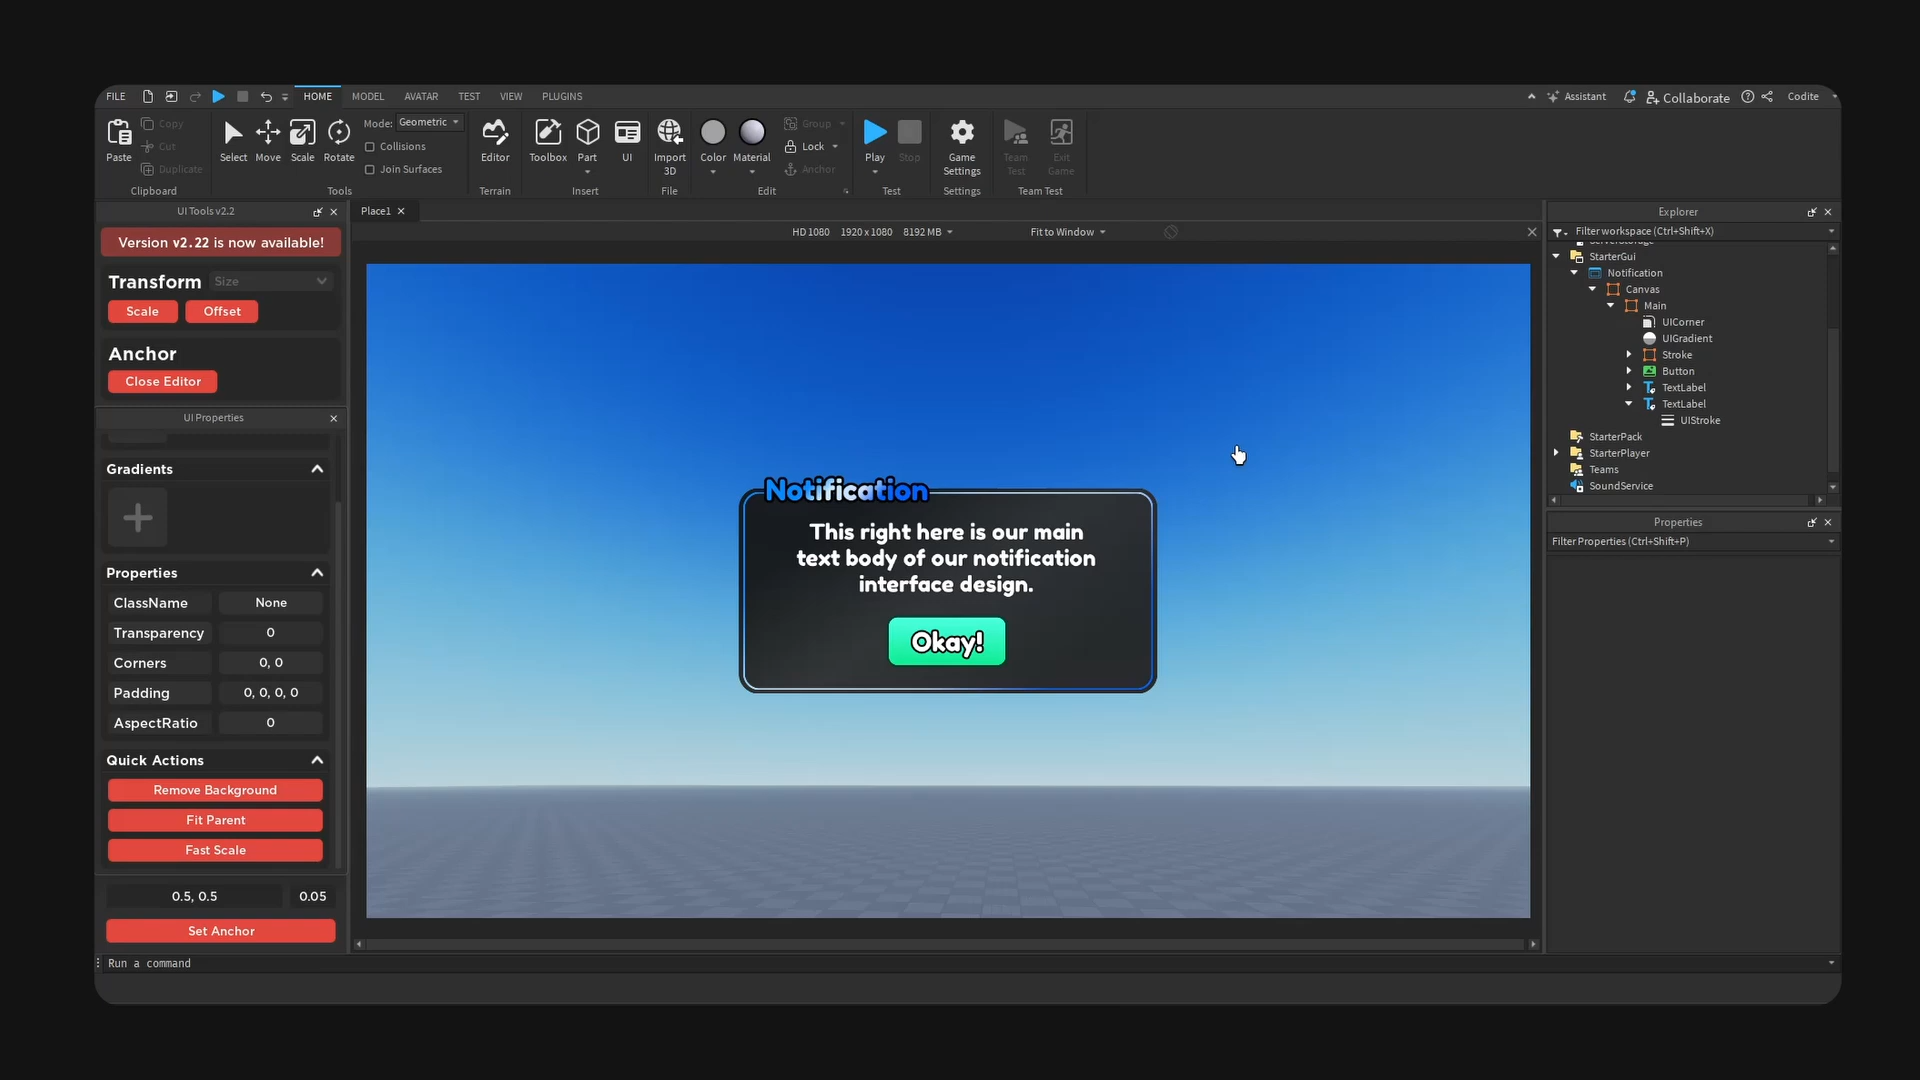 FILE HOME MODEL AVATAR TEST VIEW PLUGINS Assistant Collaborate Codite
Paste Copy Cut Duplicate Clipboard
Select Move Scale Rotate Mode: Geometric Collisions Join Surfaces Tools
Editor Terrain
Toolbox Part UI Insert
Import 3D File
Color Material Group Lock Anchor Edit
Play Stop Test
Game Settings Settings
Team Test Exit Game Team Test
UI Tools v2.2
Version v2.22 is now available!
Transform Size
Scale Offset
Anchor
Close Editor
UI Properties
Gradients
Properties
ClassName None
Transparency 0
Corners 0, 0
Padding 0, 0, 0, 0
AspectRatio 0
Quick Actions
Remove Background
Fit Parent
Fast Scale
0.5, 0.5 0.05
Set Anchor
Run a command
Place1
HD 1080 1920 x 1080 8192 MB Fit to Window
Notification
This right here is our main
text body of our notification
interface design.
Okay!
Explorer
Filter workspace (Ctrl+Shift+X)
ServerStorage
StarterGui
Notification
Canvas
Main
UICorner
UIGradient
Stroke
Button
TextLabel
TextLabel
UIStroke
StarterPack
StarterPlayer
Teams
SoundService
Properties
Filter Properties (Ctrl+Shift+P)